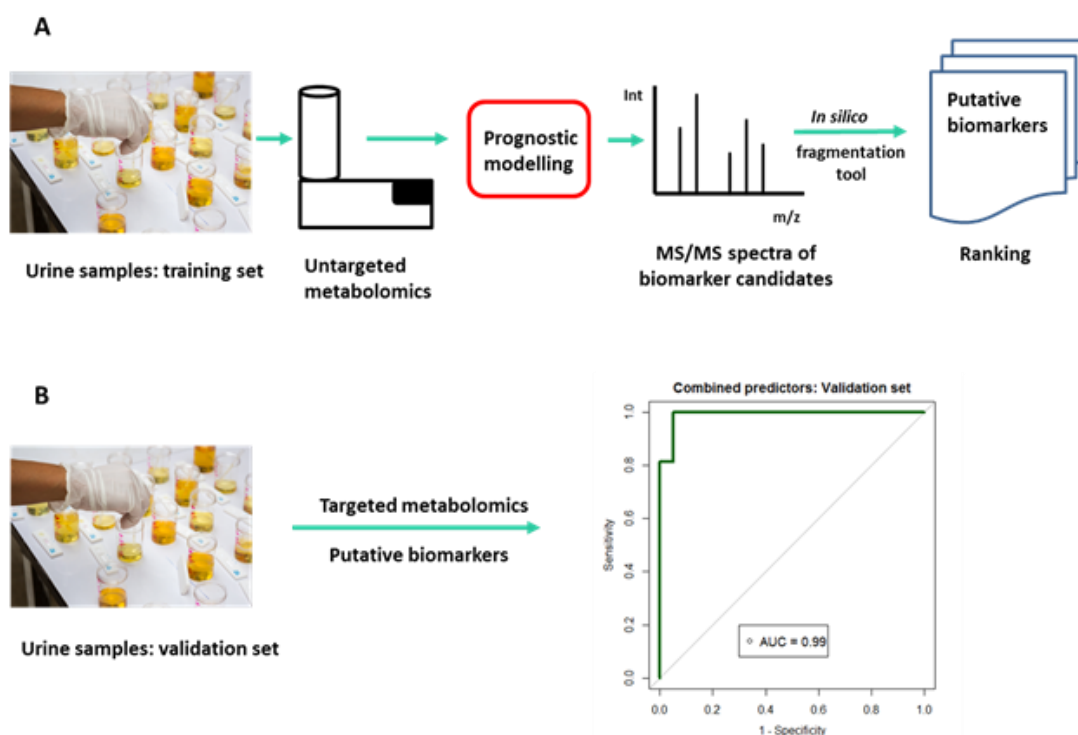 A
Urine samples: training set
Untargeted
metabolomics
Prognostic
modelling
Int
m/z
MS/MS spectra of
biomarker candidates
In silico
fragmentation
tool
Putative
biomarkers
Ranking
B
Urine samples: validation set
Targeted metabolomics
Putative biomarkers
Combined predictors: Validation set
Sensitivity
1.0
0.8
0.6
0.4
0.2
0.0
AUC = 0.99
0.0 0.2 0.4 0.6 0.8 1.0
1 - Specificity